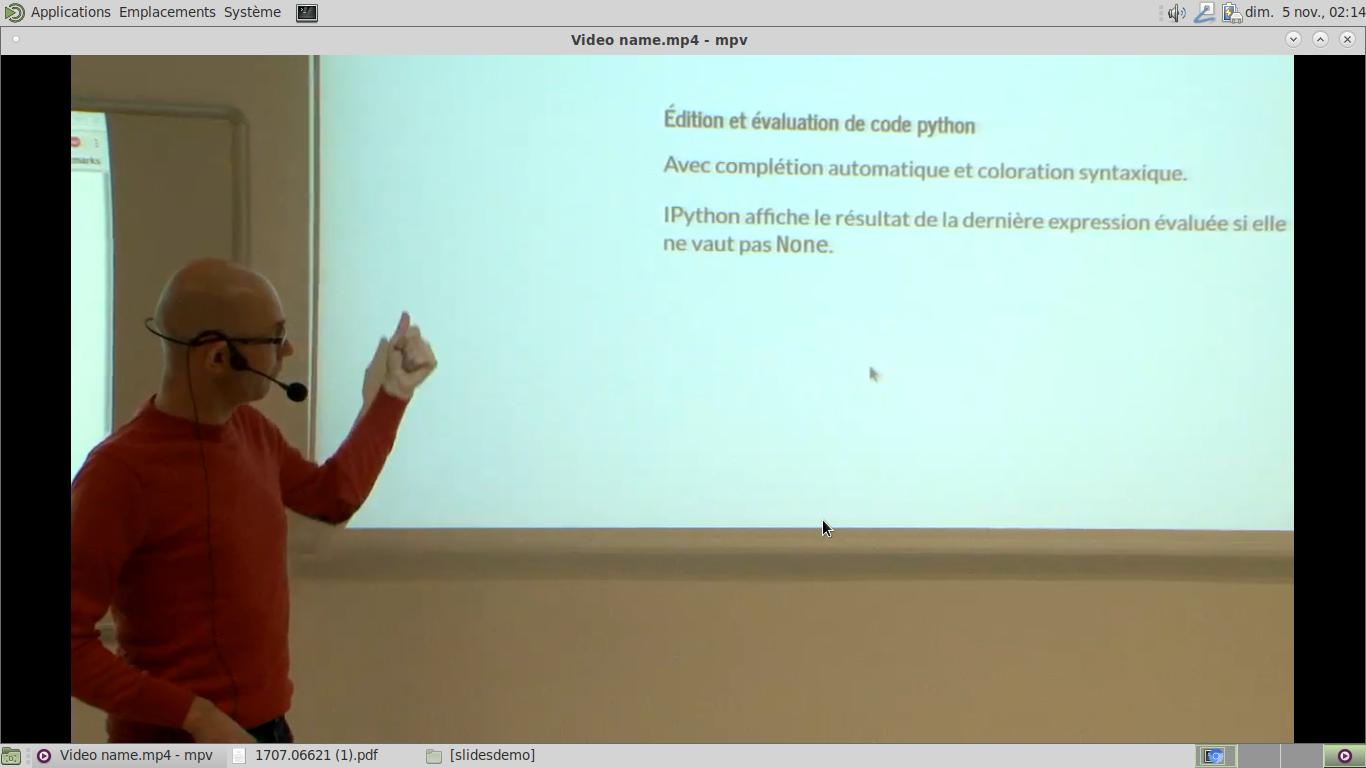 Applications Emplacements Système dim. 5 nov., 02:14
Video name.mp4 - mpv
marks
Édition et évaluation de code python
Avec complétion automatique et coloration syntaxique.
IPython affiche le résultat de la dernière expression évaluée si elle
ne vaut pas None.
Video name.mp4 - mpv 1707.06621 (1).pdf [slidesdemo]